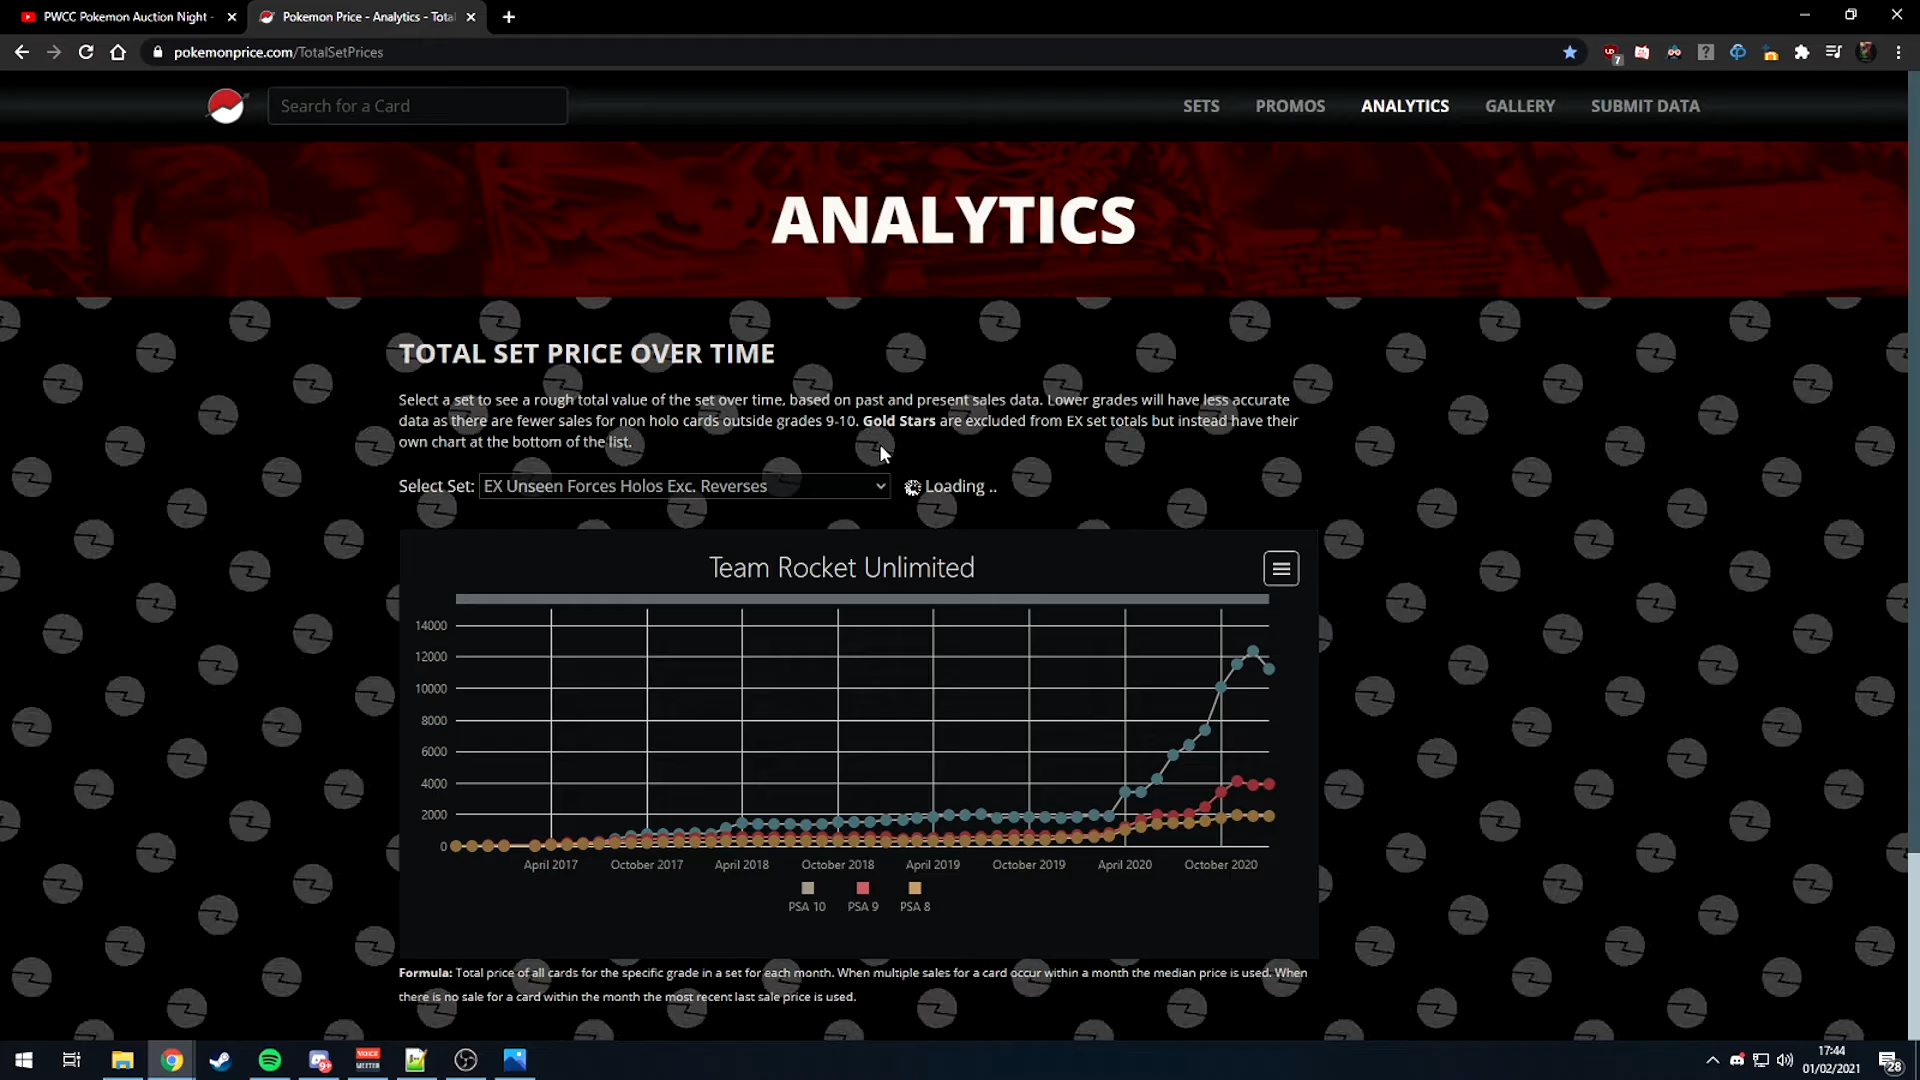 PWCC Pokemon Auction Night -
Pokemon Price - Analytics - Total
pokemonprice.com/TotalSetPrices
7
Search for a Card
SETS
PROMOS
ANALYTICS
GALLERY
SUBMIT DATA
ANALYTICS
TOTAL SET PRICE OVER TIME
Select a set to see a rough total value of the set over time, based on past and present sales data. Lower grades will have less accurate
data as there are fewer sales for non holo cards outside grades 9-10. Gold Stars are excluded from EX set totals but instead have their
own chart at the bottom of the list.
Select Set: EX Unseen Forces Holos Exc. Reverses
Loading ..
Team Rocket Unlimited
14000
12000
10000
8000
6000
4000
2000
0
April 2017
October 2017
April 2018
October 2018
April 2019
October 2019
April 2020
October 2020
PSA 10
PSA 9
PSA 8
Formula: Total price of all cards for the specific grade in a set for each month. When multiple sales for a card occur within a month the median price is used. When
there is no sale for a card within the month the most recent last sale price is used.
VOICE
MEETER
9+
17:44
01/02/2021
28